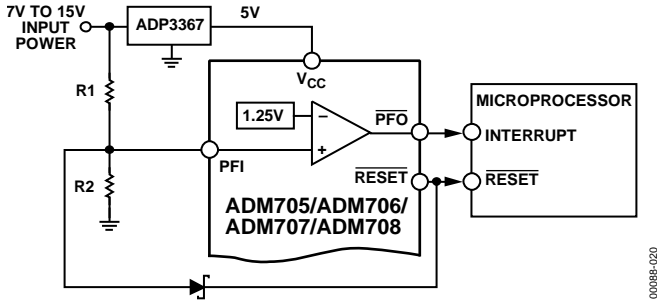 7V TO 15V
INPUT
POWER
ADP3367
5V
VCC
R1
1.25V
–
+
PFO
PFI
RESET
R2
ADM705/ADM706/
ADM707/ADM708
MICROPROCESSOR
INTERRUPT
RESET
00088-020